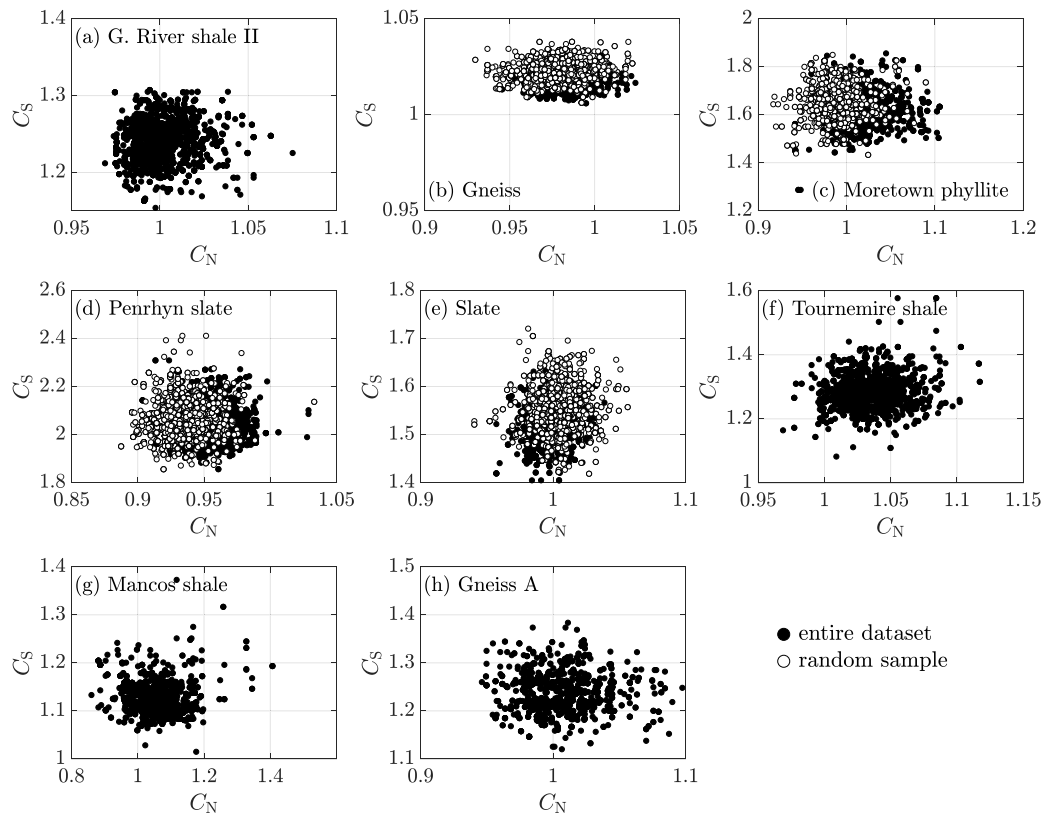 (a) G. River shale II
1.4
1.3
1.2
C_S
0.95 1 1.05 1.1
C_N
(b) Gneiss
1.05
1
0.95
C_S
0.9 0.95 1 1.05
C_N
(c) Moretown phyllite
2
1.8
1.6
1.4
1.2
C_S
0.9 1 1.1 1.2
C_N
(d) Penrhyn slate
2.6
2.4
2.2
2
1.8
C_S
0.85 0.9 0.95 1 1.05
C_N
(e) Slate
1.8
1.7
1.6
1.5
1.4
C_S
0.9 1 1.1
C_N
(f) Tournemire shale
1.6
1.4
1.2
1
C_S
0.95 1 1.05 1.1 1.15
C_N
(g) Mancos shale
1.4
1.3
1.2
1.1
1
C_S
0.8 1 1.2 1.4
C_N
(h) Gneiss A
1.5
1.4
1.3
1.2
1.1
C_S
0.9 1 1.1
C_N
entire dataset
random sample